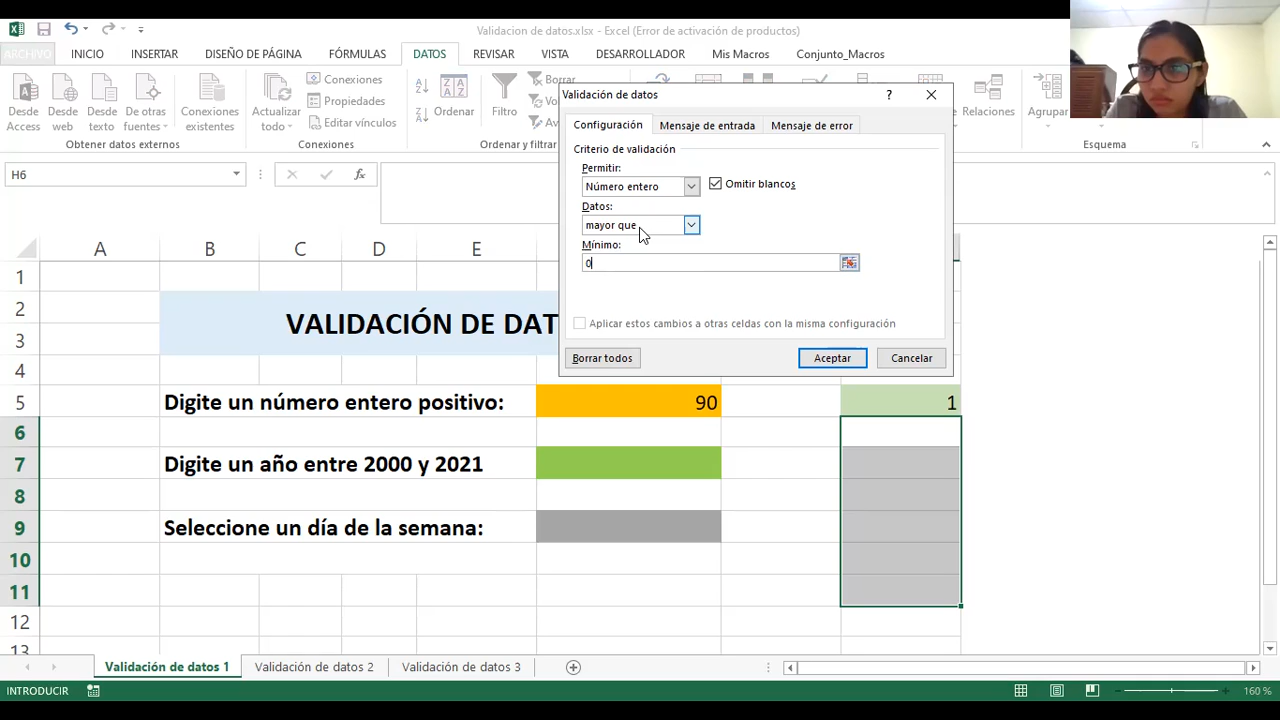 Validacion de datos.xlsx - Excel (Error de activación de productos)
ARCHIVO INICIO INSERTAR DISEÑO DE PÁGINA FÓRMULAS DATOS REVISAR VISTA DESARROLLADOR Mis Macros Conjunto_Macros
Desde Access
Desde web
Desde texto
De otras fuentes
Conexiones existentes
Obtener datos externos
Actualizar todo
Conexiones
Propiedades
Editar vínculos
Conexiones
Ordenar
Filtro
Borrar
Ordenar y filtrar
Relaciones
Agrupar
Esquema
H6
fx
Validación de datos
?
Configuración Mensaje de entrada Mensaje de error
Criterio de validación
Permitir:
Número entero
Omitir blancos
Datos:
mayor que
Mínimo:
0
Aplicar estos cambios a otras celdas con la misma configuración
Borrar todos Aceptar Cancelar
A B C D E
1
2
VALIDACIÓN DE DAT
3
4
5 Digite un número entero positivo: 90 1
6
7 Digite un año entre 2000 y 2021
8
9 Seleccione un día de la semana:
10
11
12
13
Validación de datos 1 Validación de datos 2 Validación de datos 3
INTRODUCIR
160 %